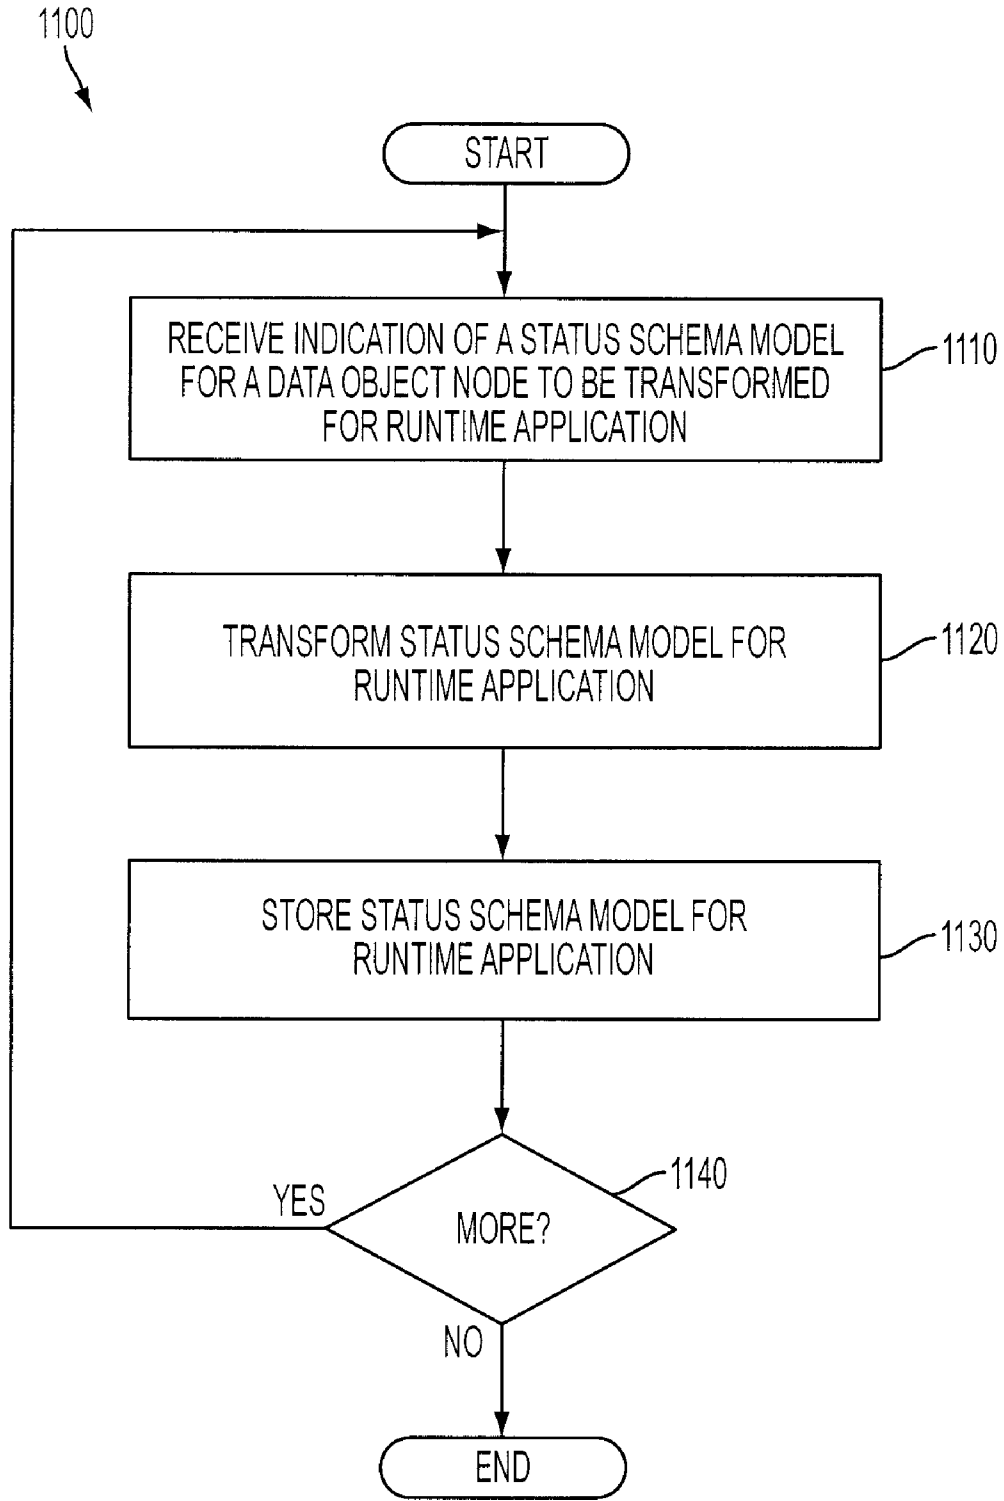 1100
START
RECEIVE INDICATION OF A STATUS SCHEMA MODEL
FOR A DATA OBJECT NODE TO BE TRANSFORMED
FOR RUNTIME APPLICATION
1110
TRANSFORM STATUS SCHEMA MODEL FOR
RUNTIME APPLICATION
1120
STORE STATUS SCHEMA MODEL FOR
RUNTIME APPLICATION
1130
1140
YES
MORE?
NO
END